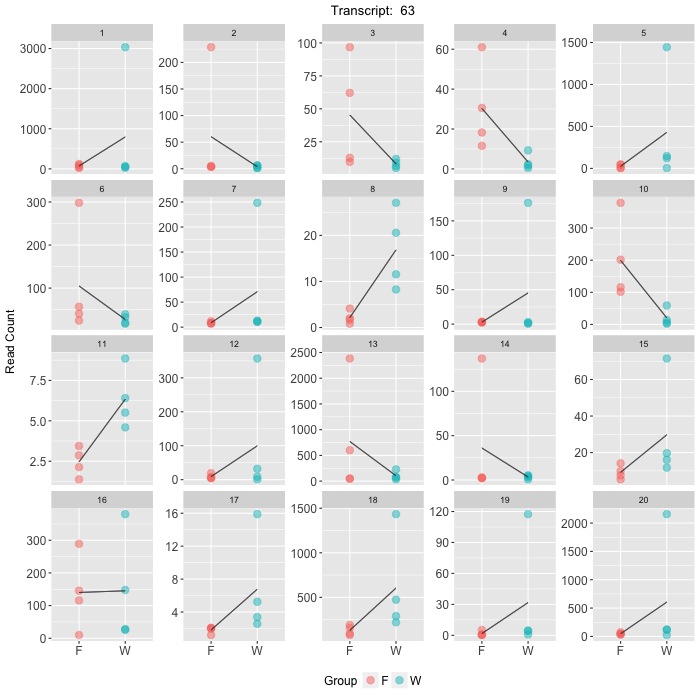 Transcript: 63
1 2 3 4 5
3000 2000 1000 0
200 150 100 50 0
100 75 50 25
60 40 20 0
1500 1000 500 0
6 7 8 9 10
300 200 100
250 200 150 100 50 0
20 10 0
150 100 50 0
300 200 100 0
Read Count
11 12 13 14 15
7.5 5.0 2.5
300 200 100 0
2500 2000 1500 1000 500 0
100 50 0
60 40 20
16 17 18 19 20
300 200 100 0
16 12 8 4
1500 1000 500
120 90 60 30 0
2000 1500 1000 500 0
F W F W F W F W F W
Group F W